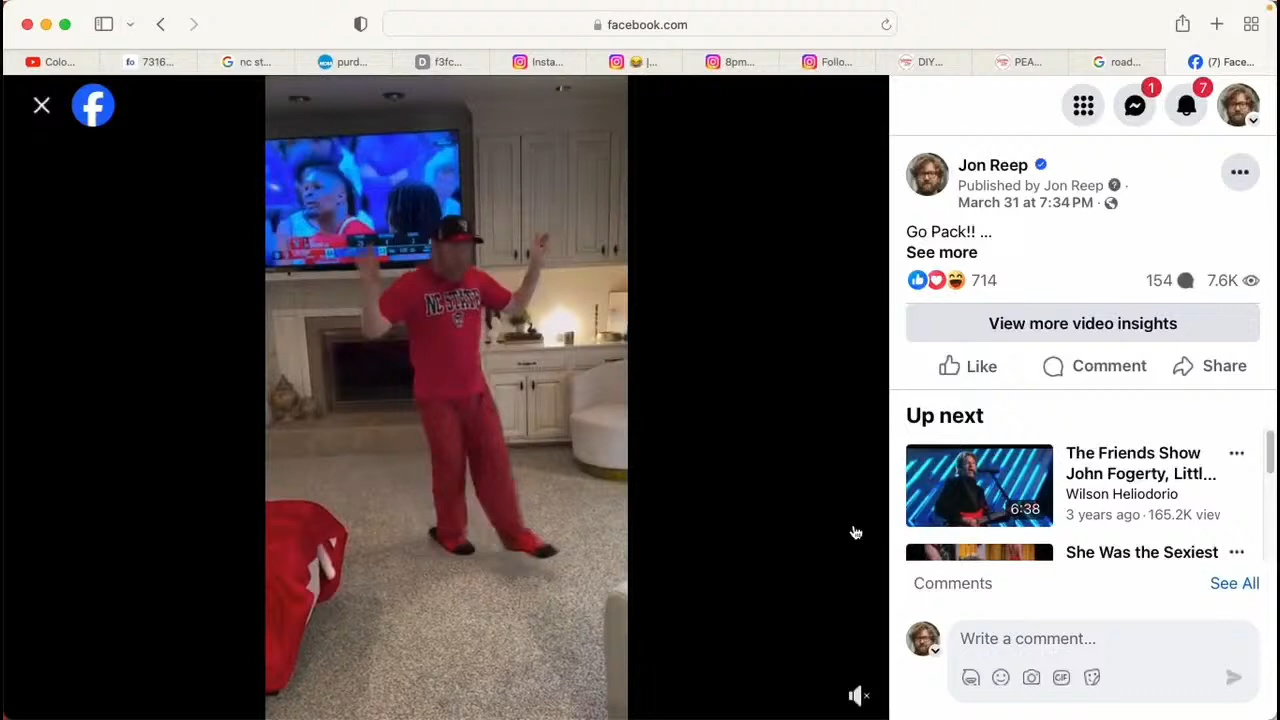 facebook.com
Colo...
fo 7316...
nc st...
purd...
D f3fc...
Insta...
😂 |...
8pm...
Follo...
DIY...
PEA...
road...
(7) Face...
1
7
Jon Reep
Published by Jon Reep ·
March 31 at 7:34 PM ·
Go Pack!! ...
See more
714
154
7.6K
View more video insights
Like
Comment
Share
NC STATE
Up next
The Friends Show
John Fogerty, Littl...
Wilson Heliodorio
3 years ago · 165.2K view
6:38
She Was the Sexiest
Comments
See All
Write a comment...
GIF